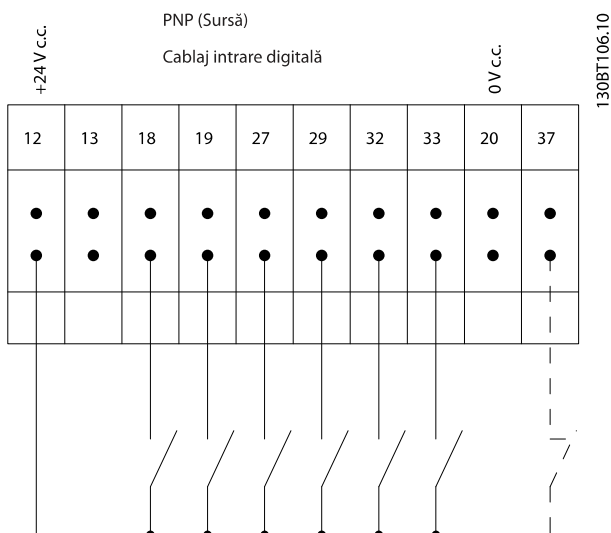 PNP (Sursă)
Cablaj intrare digitală
+24 V c.c.
0 V c.c.
130BT106.10
12 13 18 19 27 29 32 33 20 37